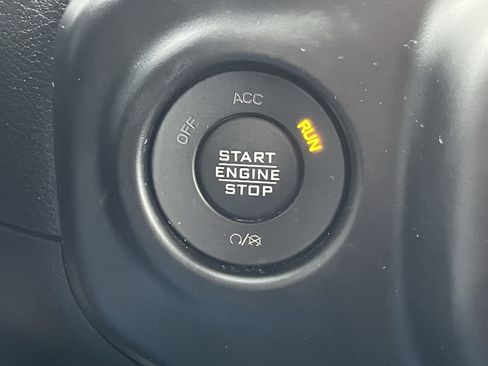 ACC
OFF
RUN
START
ENGINE
STOP